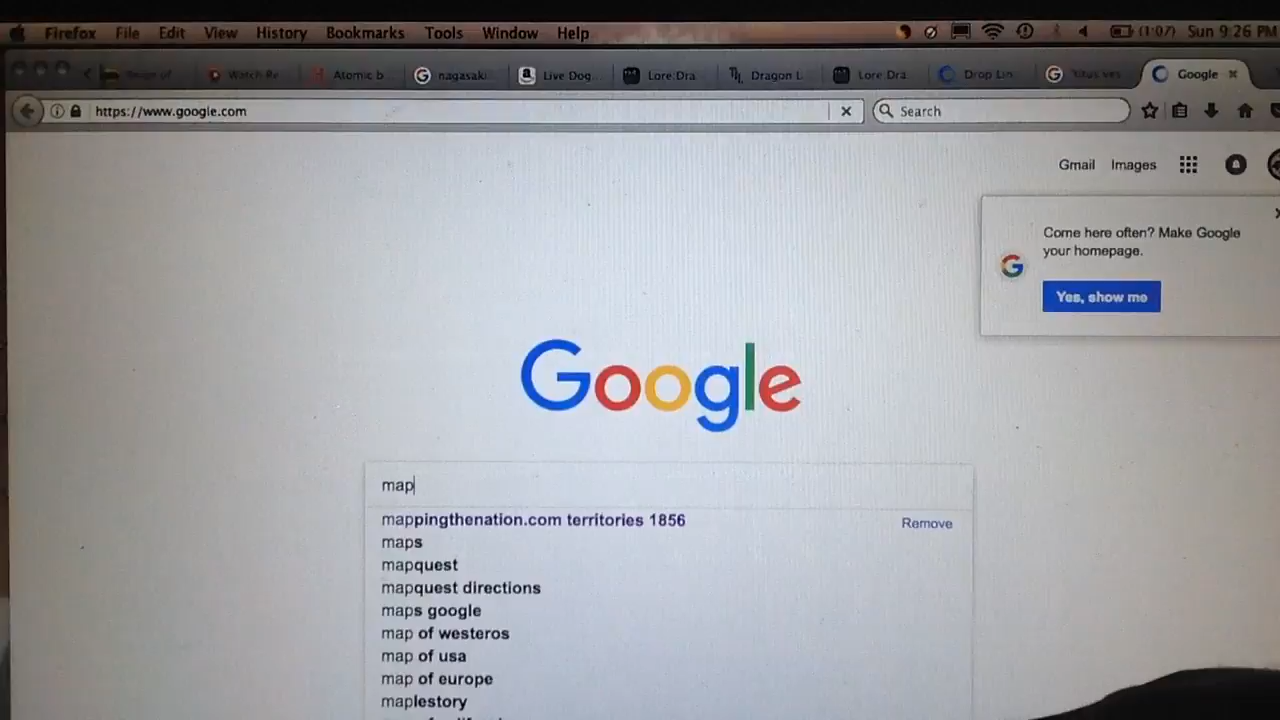 Firefox File Edit View History Bookmarks Tools Window Help (1:07) Sun 9:26 PM
Watch Re Atomic b nagasaki Live Dog... Lore Dra Dragon L Lore Dra Drop Lin Google
https://www.google.com Search
Gmail Images
Come here often? Make Google
your homepage.
Yes, show me
Google
map
mappingthenation.com territories 1856 Remove
maps
mapquest
mapquest directions
maps google
map of westeros
map of usa
map of europe
maplestory